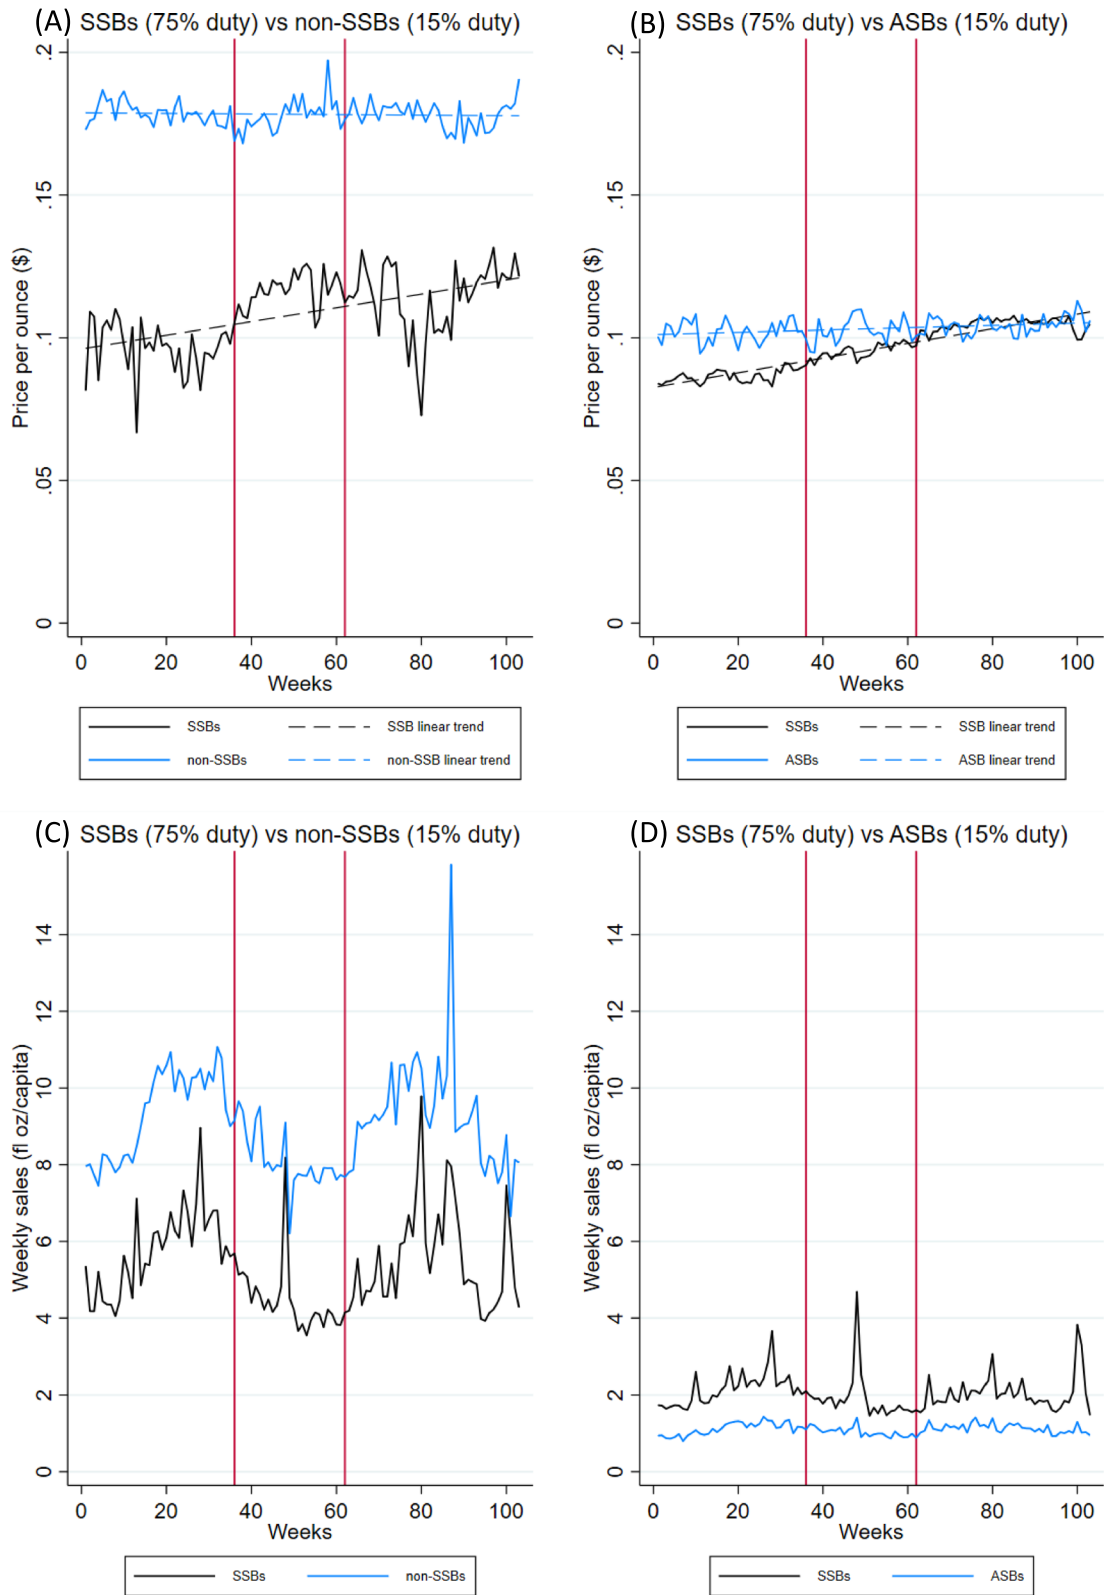 (A) SSBs (75% duty) vs non-SSBs (15% duty)
Price per ounce ($)
.2
.15
.1
.05
0
0 20 40 60 80 100
Weeks
SSBs SSB linear trend
non-SSBs non-SSB linear trend
(B) SSBs (75% duty) vs ASBs (15% duty)
Price per ounce ($)
.2
.15
.1
.05
0
0 20 40 60 80 100
Weeks
SSBs SSB linear trend
ASBs ASB linear trend
(C) SSBs (75% duty) vs non-SSBs (15% duty)
Weekly sales (fl oz/capita)
14
12
10
8
6
4
2
0
0 20 40 60 80 100
Weeks
SSBs non-SSBs
(D) SSBs (75% duty) vs ASBs (15% duty)
Weekly sales (fl oz/capita)
14
12
10
8
6
4
2
0
0 20 40 60 80 100
Weeks
SSBs ASBs